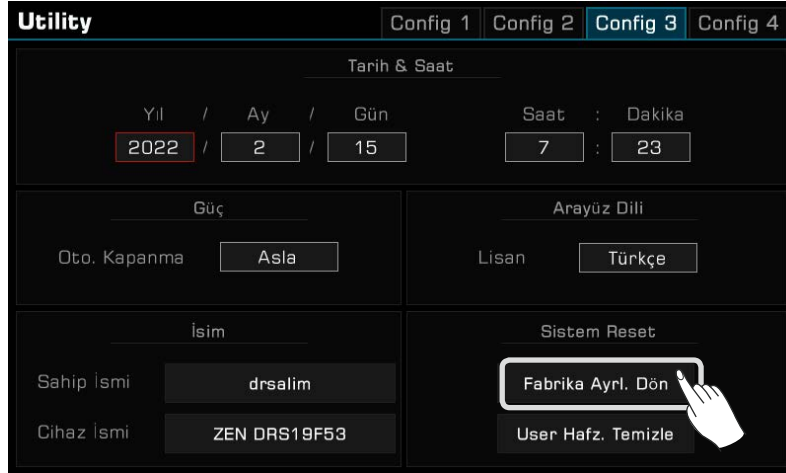 Utility Config 1 Config 2 Config 3 Config 4
Tarih & Saat
Yıl / Ay / Gün Saat : Dakika
2022 / 2 / 15 7 : 23
Güç
Oto. Kapanma Asla
Arayüz Dili
Lisan Türkçe
İsim
Sahip İsmi drsalim
Cihaz İsmi ZEN DRS19F53
Sistem Reset
Fabrika Ayrl. Dön
User Hafz. Temizle